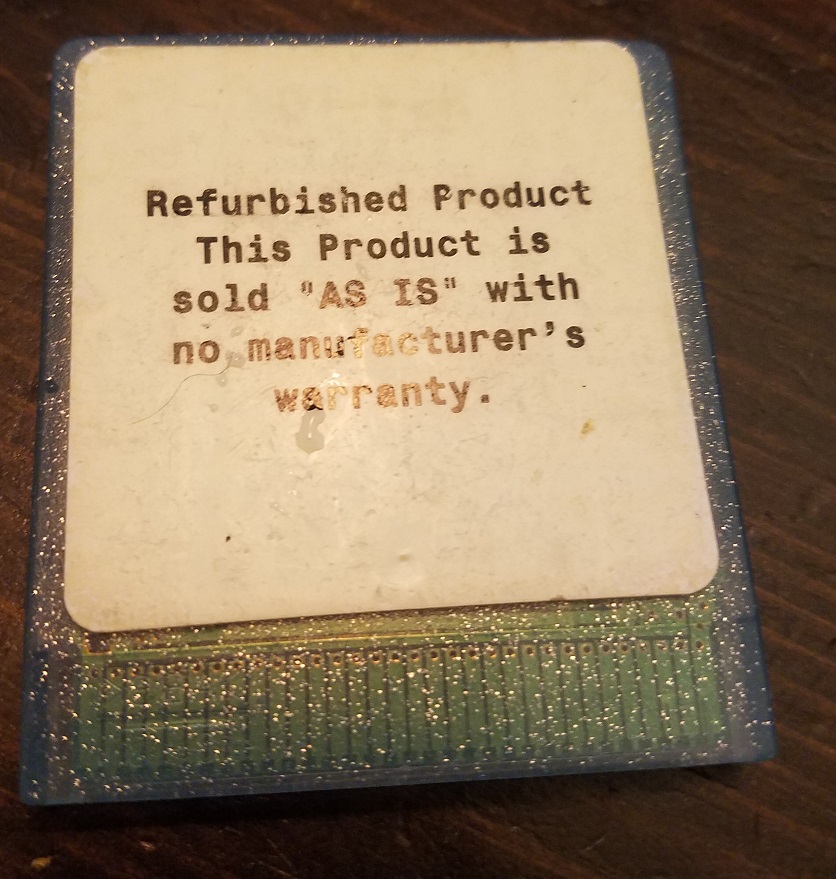 Refurbished Product
This Product is
sold "AS IS" with
no manufacturer's
warranty.